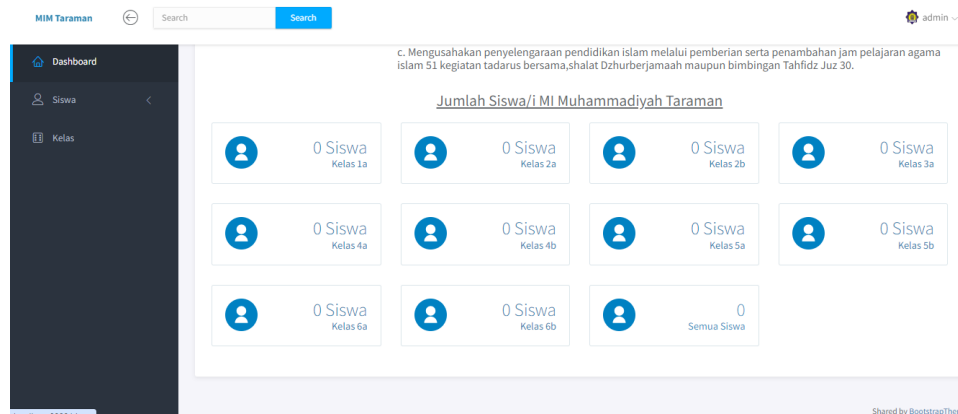 MIM Taraman
Search
Search
admin
Dashboard
Siswa
Kelas
c. Mengusahakan penyelengaraan pendidikan islam melalui pemberian serta penambahan jam pelajaran agama
islam 51 kegiatan tadarus bersama,shalat Dzhurberjamaah maupun bimbingan Tahfidz Juz 30.
Jumlah Siswa/i MI Muhammadiyah Taraman
0 Siswa
Kelas 1a
0 Siswa
Kelas 2a
0 Siswa
Kelas 2b
0 Siswa
Kelas 3a
0 Siswa
Kelas 4a
0 Siswa
Kelas 4b
0 Siswa
Kelas 5a
0 Siswa
Kelas 5b
0 Siswa
Kelas 6a
0 Siswa
Kelas 6b
0
Semua Siswa
Shared by BootstrapThe